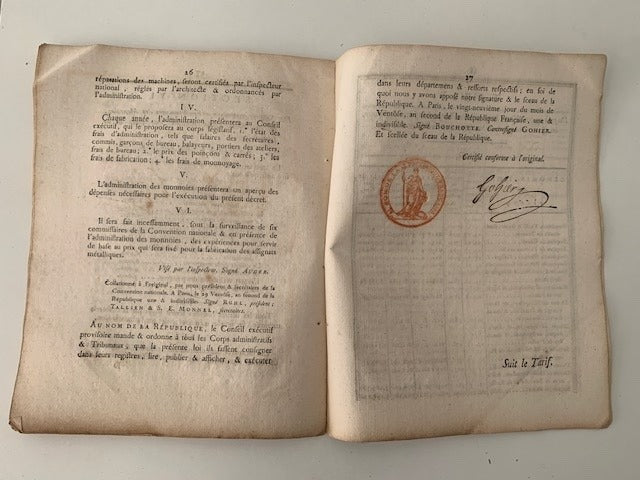 26
réparations des machines, seront certifiés par l'inspecteur
national, réglés par l'architecte & ordonnancés par
l'administration.
I V.
Chaque année, l'administration présentera au Conseil
exécutif, qui le proposera au corps législatif, 1.° l'état des
frais d'administration, tels que salaires des secrétaires,
commis, garçons de bureau, balayeurs, portiers des ateliers,
frais de bureau; 2.° le prix des poinçons & carrés; 3.° les
frais de fabrication; 4.° les frais de monnoyage.
V.
L'administration des monnoies présentera un aperçu des
dépenses nécessaires pour l'exécution du présent décret.
V I.
Il sera fait incessamment, sous la surveillance de six
commissaires de la Convention nationale & en présence de
l'administration des monnoies, des expériences pour servir
de base au prix qui sera fixé pour la fabrication des assignats
métalliques.
Visé par l'inspecteur. Signé AUGER.
Collationné à l'original, par nous président & secrétaires de la
Convention nationale. A Paris, le 29 Ventôse, an second de la
République une & indivisible. Signé RUHL, président;
TALLIEN & S. E. MONNEL, secrétaires.
AU NOM DE LA RÉPUBLIQUE, le Conseil exécutif
provisoire mande & ordonne à tous les Corps administratifs
& Tribunaux, que la présente loi ils fassent consigner
dans leurs registres, lire, publier & afficher, & exécuter
27
dans leurs départemens & ressorts respectifs; en foi de
quoi nous y avons apposé notre signature & le sceau de la
République. A Paris, le vingt-neuvième jour du mois de
Ventôse, an second de la République Française, une &
indivisible. Signé BOUCHOTTE. Contresigné GOHIER.
Et scellée du sceau de la République.
Certifié conforme à l'original.
Gohier
Suit le Tarif.